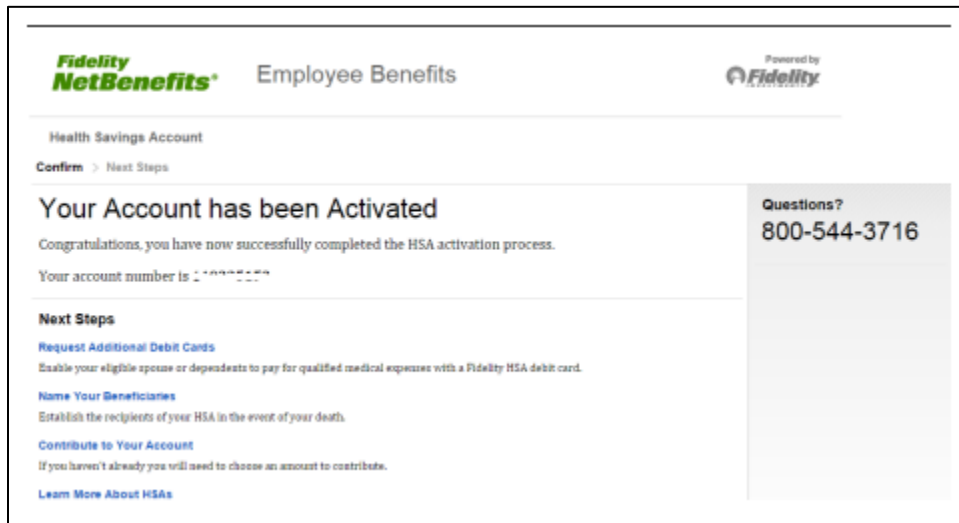 Fidelity
NetBenefits®
Employee Benefits
Powered by
Fidelity
INVESTMENTS
Health Savings Account
Confirm > Next Steps
Your Account has been Activated
Questions?
800-544-3716
Congratulations, you have now successfully completed the HSA activation process.
Your account number is
Next Steps
Request Additional Debit Cards
Enable your eligible spouse or dependents to pay for qualified medical expenses with a Fidelity HSA debit card.
Name Your Beneficiaries
Establish the recipients of your HSA in the event of your death.
Contribute to Your Account
If you haven't already you will need to choose an amount to contribute.
Learn More About HSAs